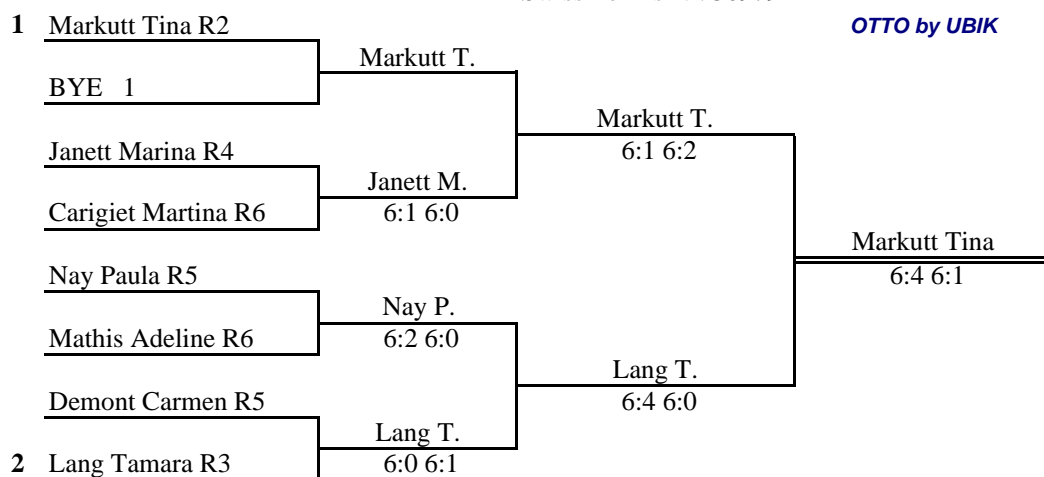 1 Markutt Tina R2
OTTO by UBIK
Markutt T.
BYE 1
Markutt T.
6:1 6:2
Janett Marina R4
Janett M.
6:1 6:0
Carigiet Martina R6
Markutt Tina
6:4 6:1
Nay Paula R5
Nay P.
6:2 6:0
Mathis Adeline R6
Lang T.
6:4 6:0
Demont Carmen R5
Lang T.
6:0 6:1
2 Lang Tamara R3